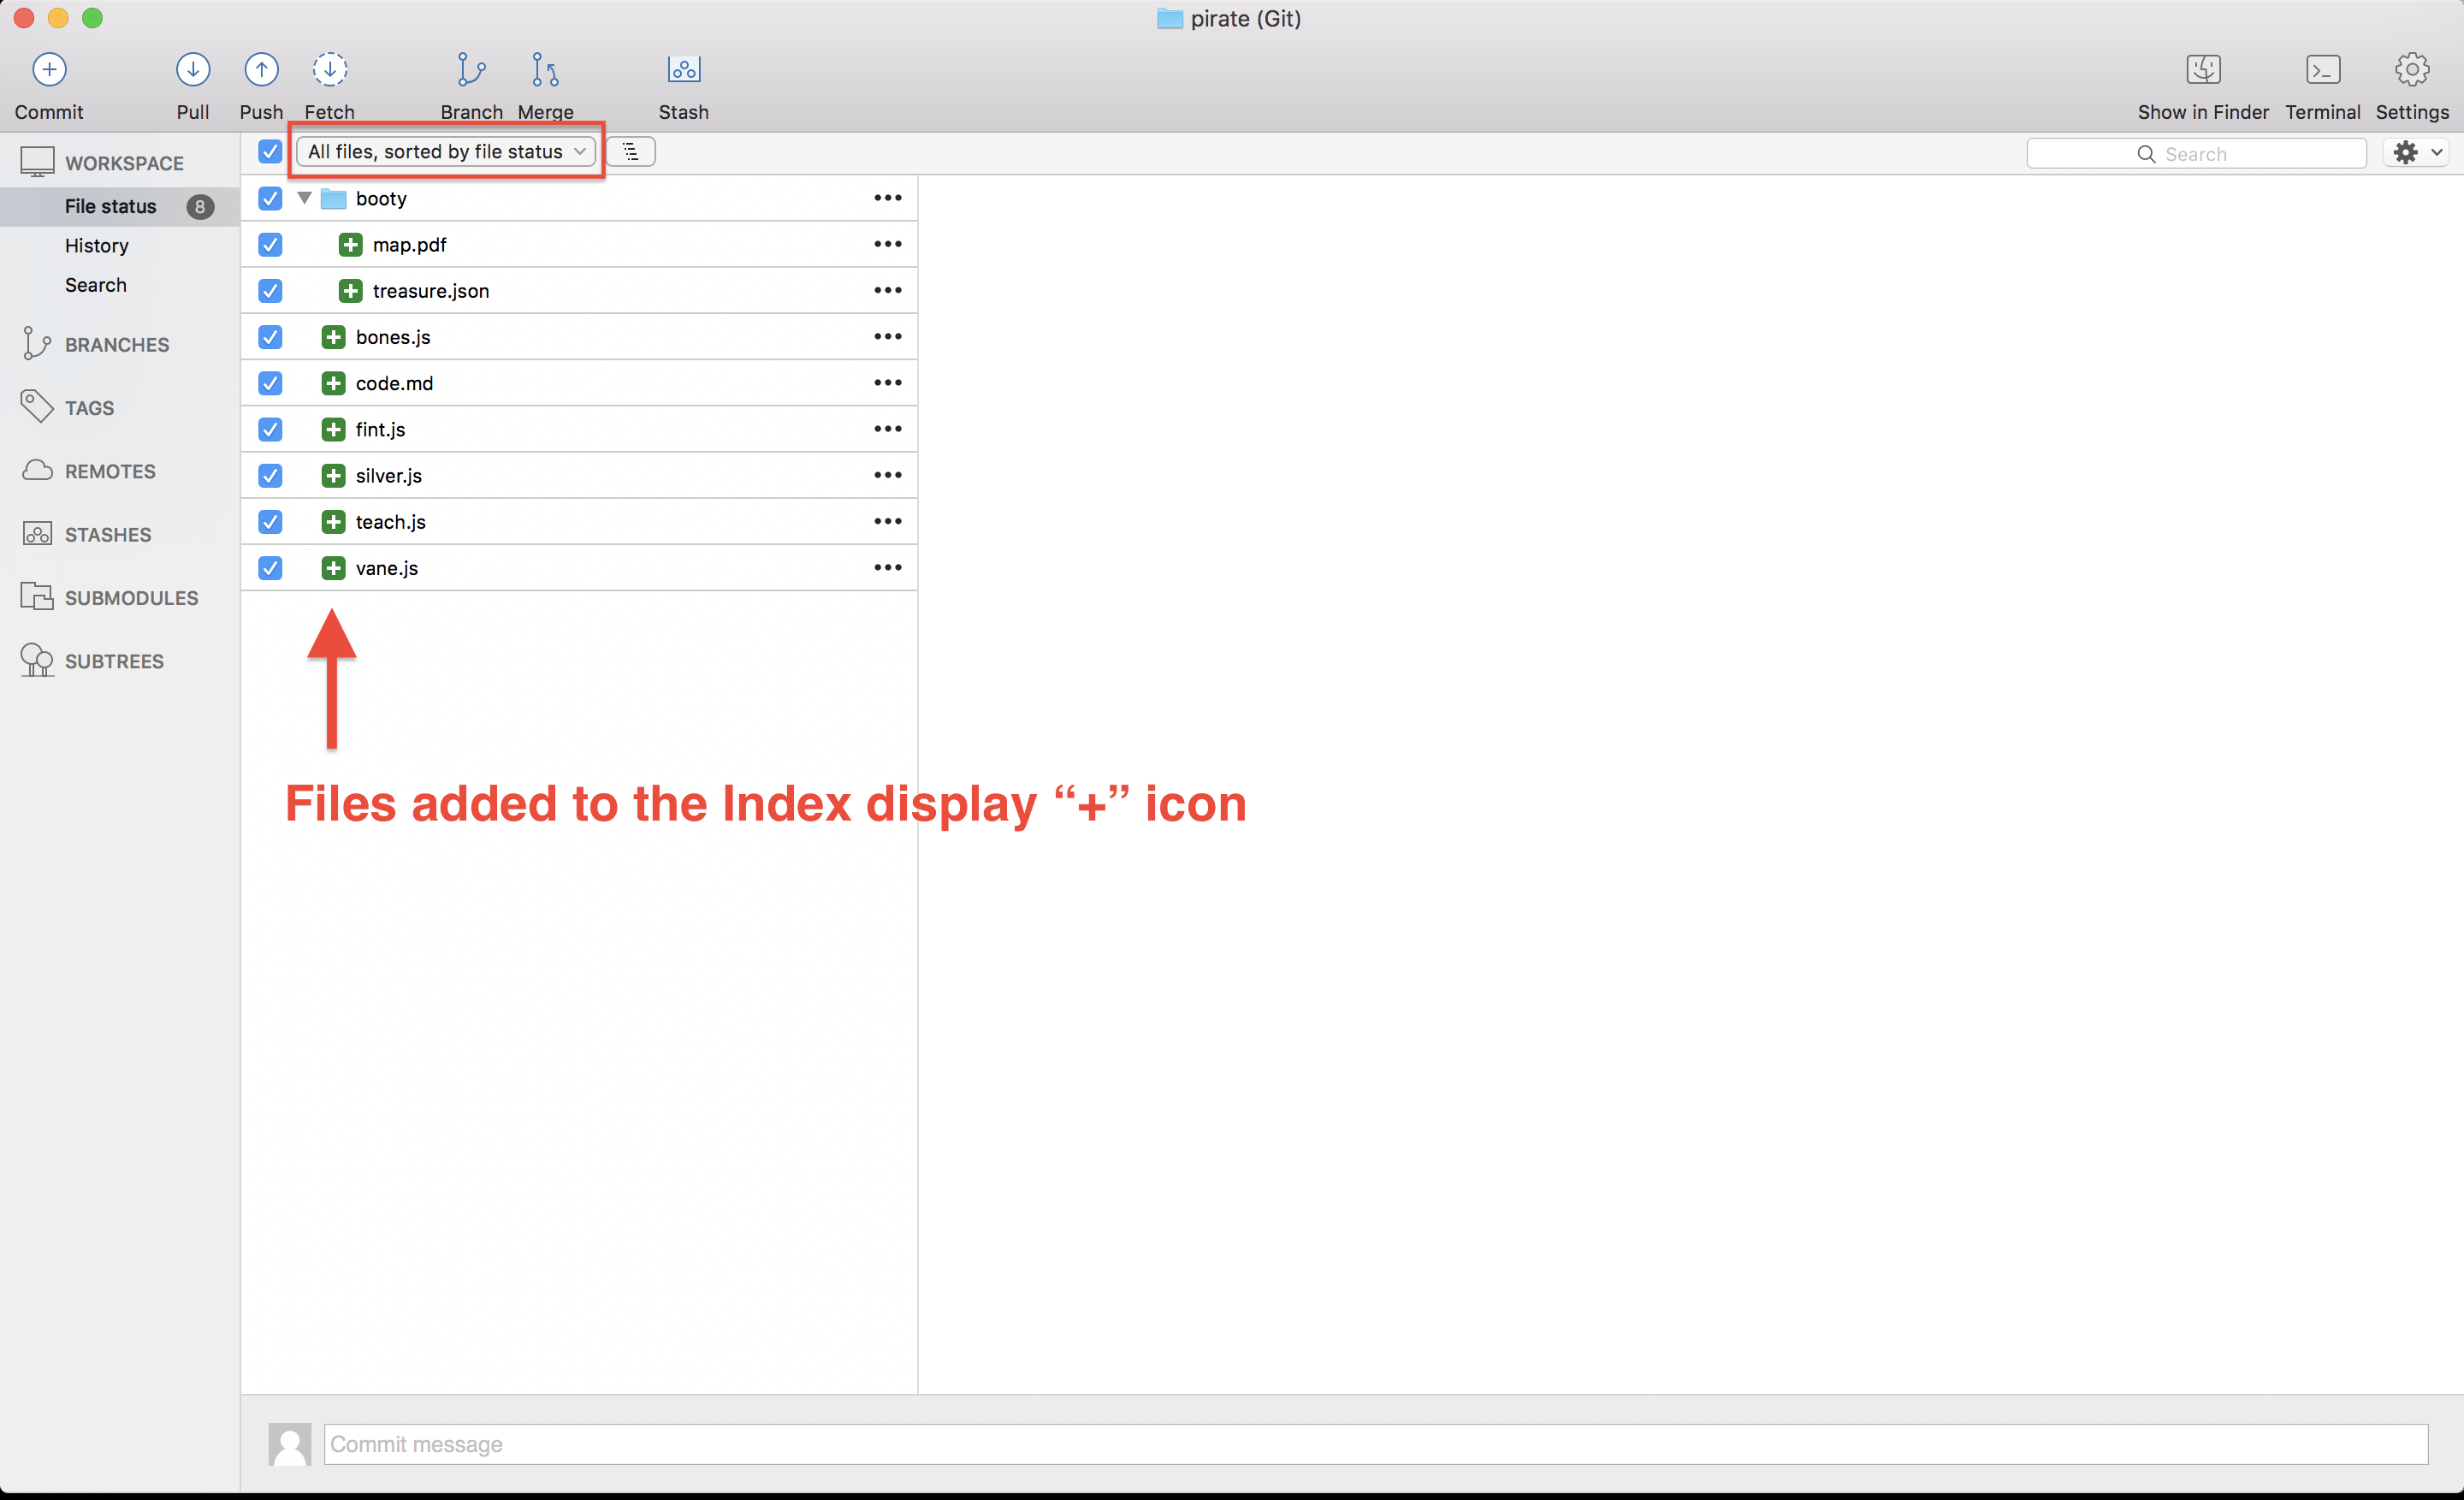 pirate (Git)
Commit Pull Push Fetch Branch Merge Stash Show in Finder Terminal Settings
WORKSPACE
File status 8
History
Search
BRANCHES
TAGS
REMOTES
STASHES
SUBMODULES
SUBTREES
All files, sorted by file status
Search
booty
map.pdf
treasure.json
bones.js
code.md
fint.js
silver.js
teach.js
vane.js
Files added to the Index display “+” icon
Commit message